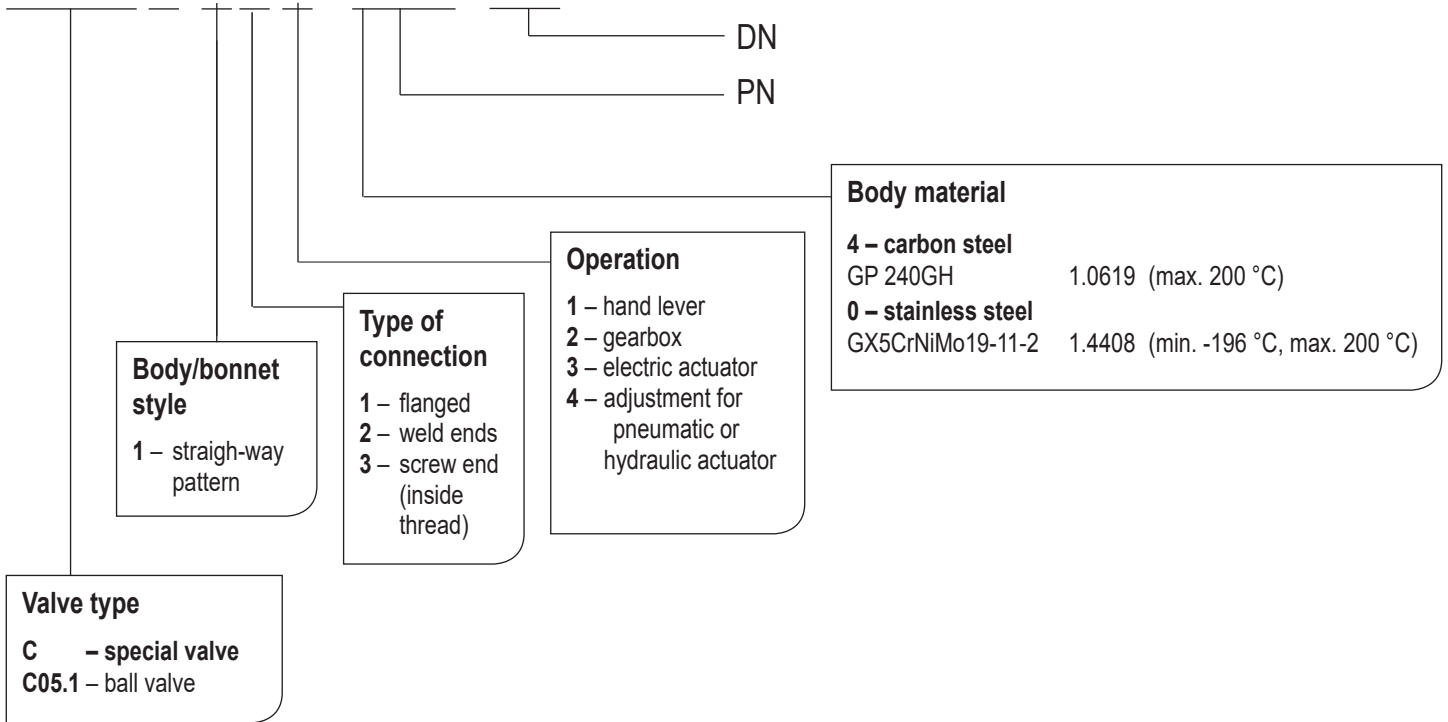 DN
PN
Body material
4 – carbon steel
GP 240GH 1.0619 (max. 200 °C)
0 – stainless steel
GX5CrNiMo19-11-2 1.4408 (min. -196 °C, max. 200 °C)
Operation
1 – hand lever
2 – gearbox
3 – electric actuator
4 – adjustment for
pneumatic or
hydraulic actuator
Type of
connection
1 – flanged
2 – weld ends
3 – screw end
(inside
thread)
Body/bonnet
style
1 – straigh-way
pattern
Valve type
C – special valve
C05.1 – ball valve